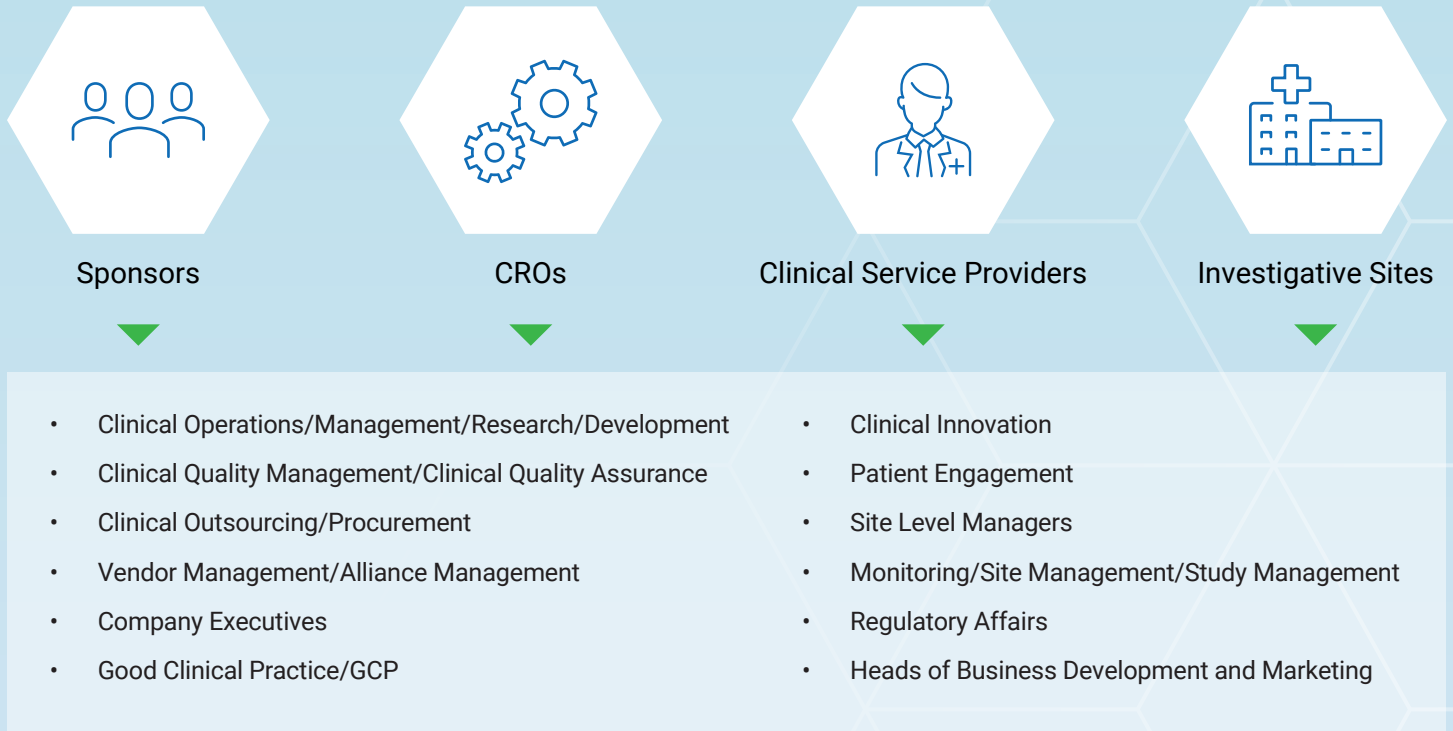 Sponsors
CROs
Clinical Service Providers
Investigative Sites
• Clinical Operations/Management/Research/Development
• Clinical Quality Management/Clinical Quality Assurance
• Clinical Outsourcing/Procurement
• Vendor Management/Alliance Management
• Company Executives
• Good Clinical Practice/GCP
• Clinical Innovation
• Patient Engagement
• Site Level Managers
• Monitoring/Site Management/Study Management
• Regulatory Affairs
• Heads of Business Development and Marketing